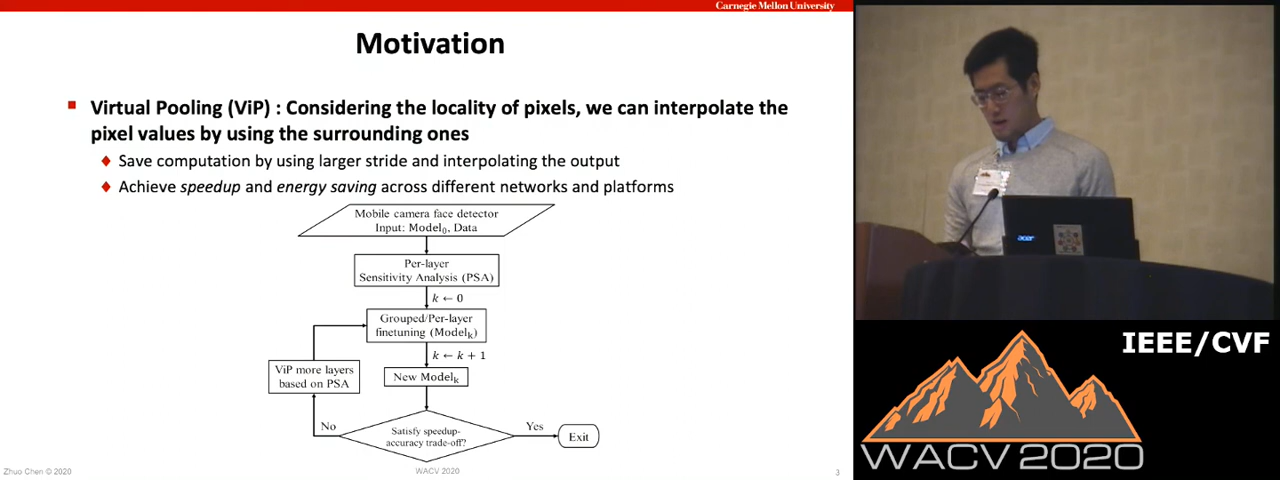 Carnegie Mellon University
Motivation
Virtual Pooling (ViP) : Considering the locality of pixels, we can interpolate the
pixel values by using the surrounding ones
Save computation by using larger stride and interpolating the output
Achieve speedup and energy saving across different networks and platforms
Mobile camera face detector
Input: Model₀, Data
Per-layer
Sensitivity Analysis (PSA)
k ← 0
Grouped/Per-layer
finetuning (Modelₖ)
k ← k + 1
ViP more layers
based on PSA
New Modelₖ
No
Satisfy speedup-
accuracy trade-off?
Yes
Exit
Zhuo Chen © 2020
WACV 2020
3
acer
IEEE/CVF
WACV 2020